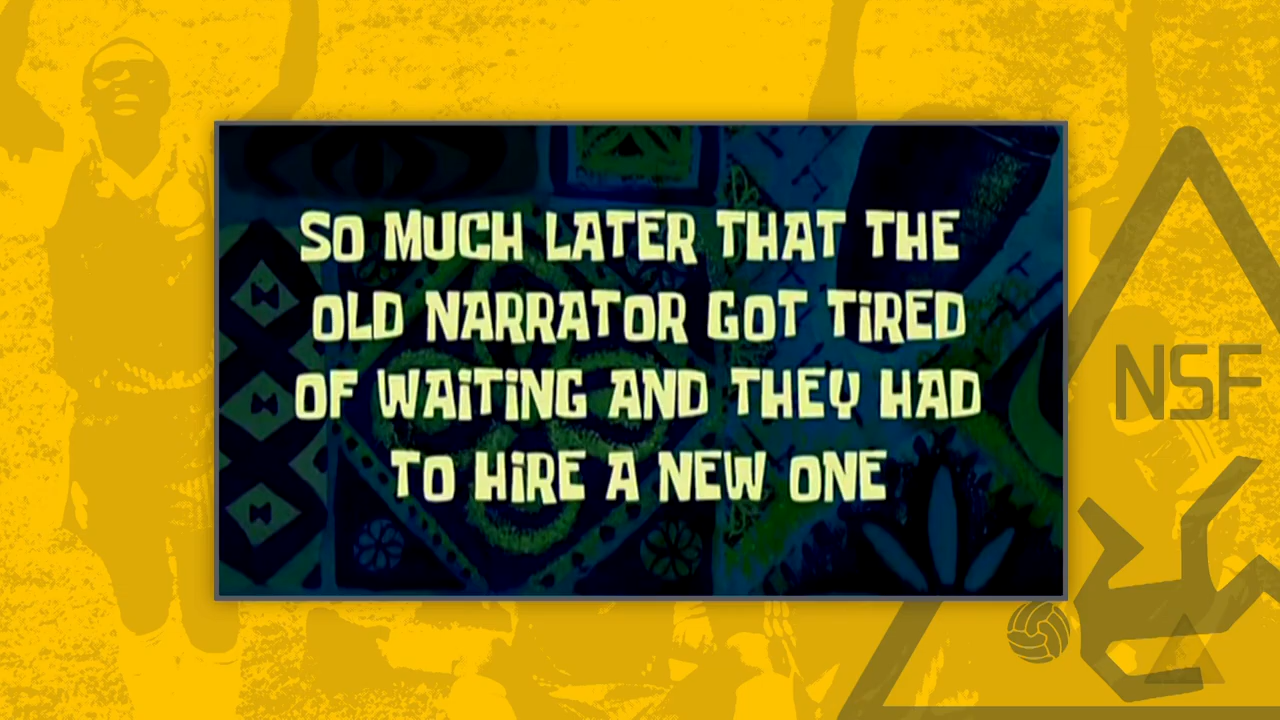 SO MUCH LATER THAT THE
OLD NARRATOR GOT TiRED
OF WAiTiNG AND THEY HAD
TO HiRE A NEW ONE
NSF